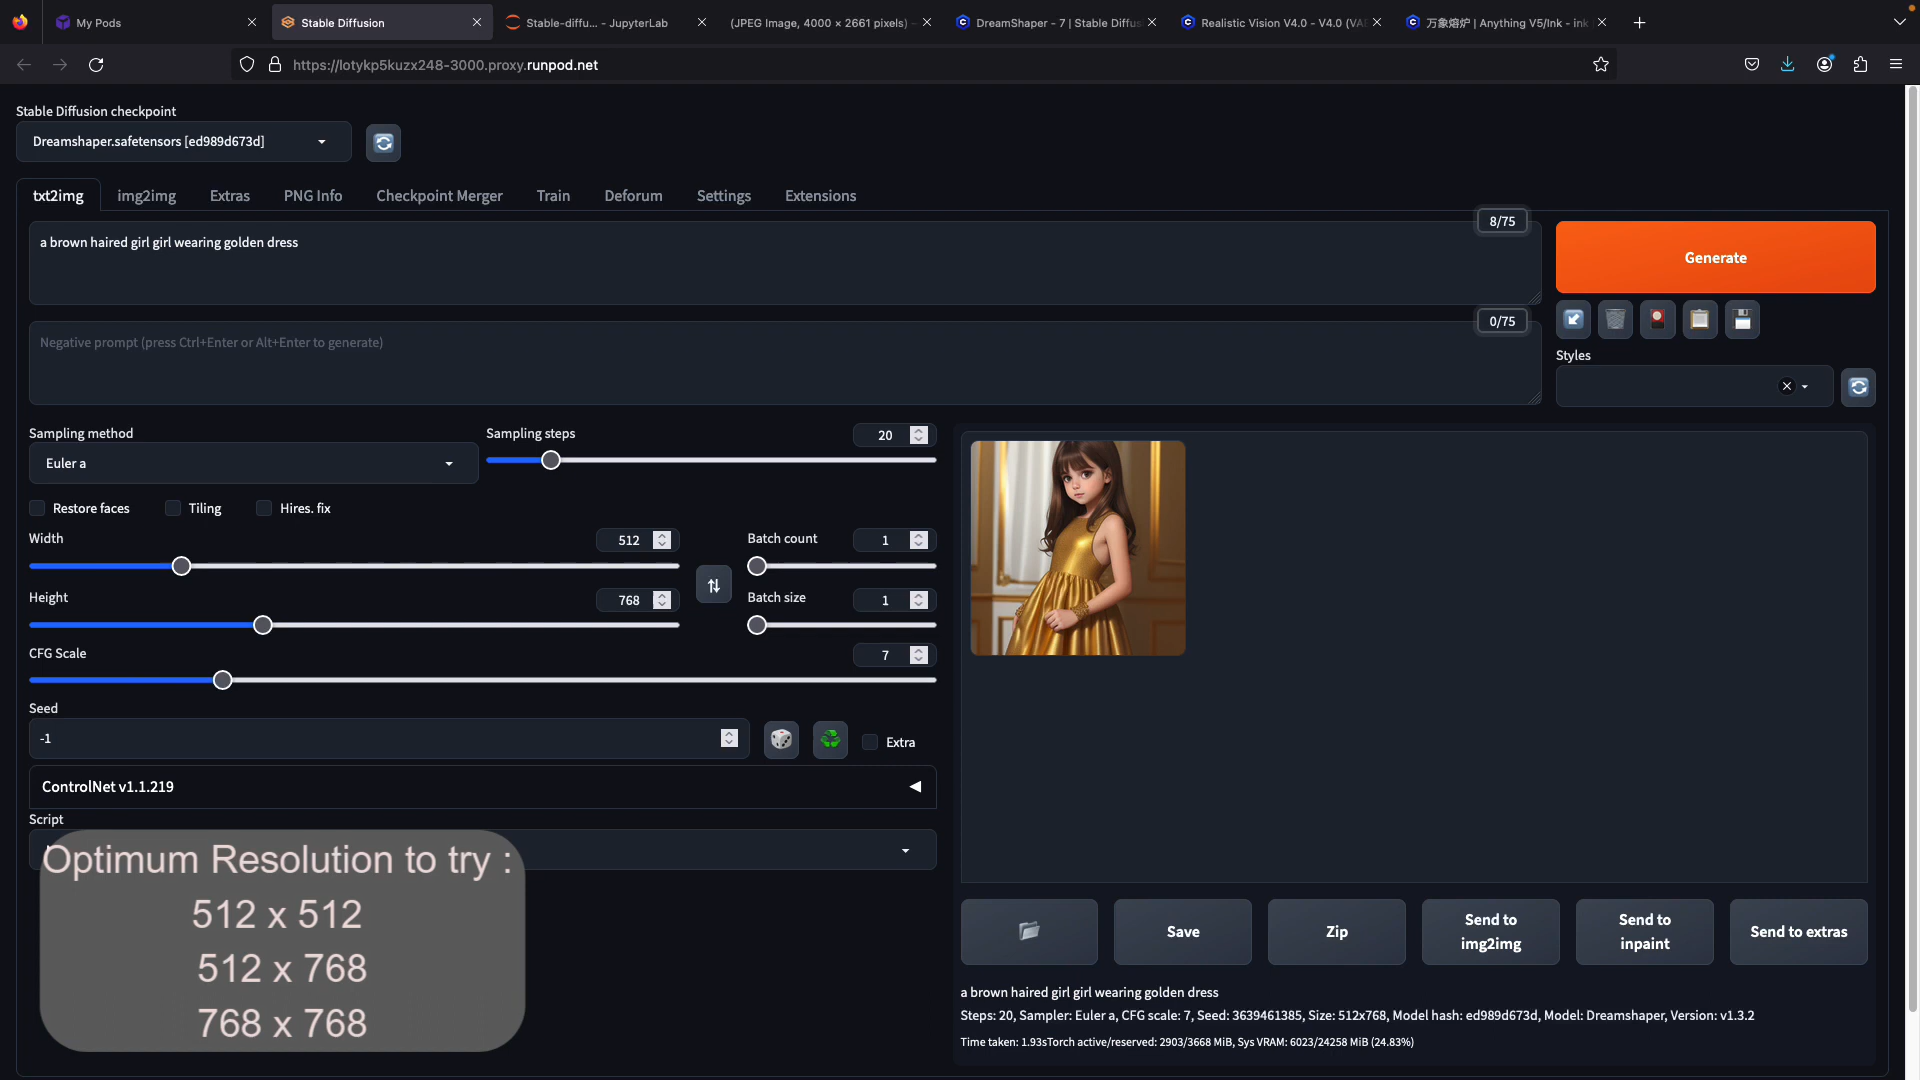 My Pods
Stable Diffusion
Stable-diffu... - JupyterLab
(JPEG Image, 4000 × 2661 pixels) –
DreamShaper - 7 | Stable Diffus
Realistic Vision V4.0 - V4.0 (VA
万象熔炉 | Anything V5/Ink - ink
https://lotykp5kuzx248-3000.proxy.runpod.net
Stable Diffusion checkpoint
Dreamshaper.safetensors [ed989d673d]
txt2img
img2img
Extras
PNG Info
Checkpoint Merger
Train
Deforum
Settings
Extensions
8/75
a brown haired girl girl wearing golden dress
Generate
0/75
Negative prompt (press Ctrl+Enter or Alt+Enter to generate)
Styles
Sampling method
Euler a
Sampling steps
20
Restore faces
Tiling
Hires. fix
Width
512
Batch count
1
Height
768
Batch size
1
CFG Scale
7
Seed
-1
Extra
ControlNet v1.1.219
Script
Optimum Resolution to try :
512 x 512
512 x 768
768 x 768
Save
Zip
Send to
img2img
Send to
inpaint
Send to extras
a brown haired girl girl wearing golden dress
Steps: 20, Sampler: Euler a, CFG scale: 7, Seed: 3639461385, Size: 512x768, Model hash: ed989d673d, Model: Dreamshaper, Version: v1.3.2
Time taken: 1.93sTorch active/reserved: 2903/3668 MiB, Sys VRAM: 6023/24258 MiB (24.83%)